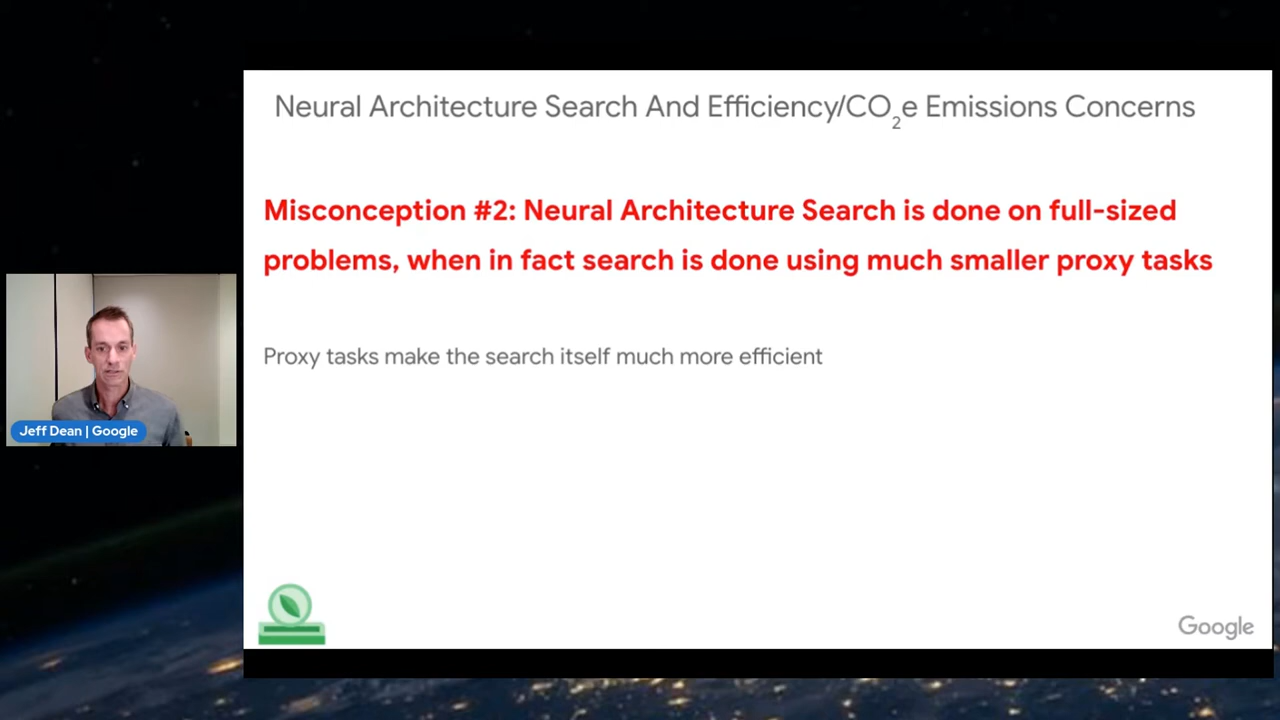 Neural Architecture Search And Efficiency/CO2e Emissions Concerns
Misconception #2: Neural Architecture Search is done on full-sized
problems, when in fact search is done using much smaller proxy tasks
Proxy tasks make the search itself much more efficient
Jeff Dean | Google
Google